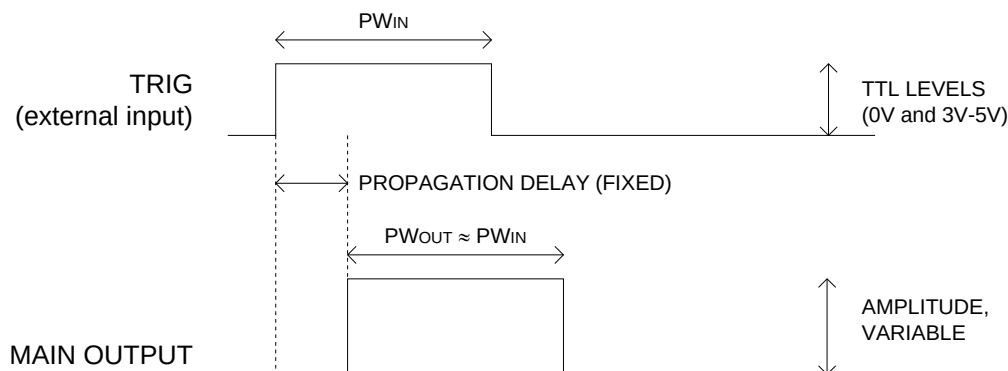 PWIN
TRIG
(external input)
TTL LEVELS
(0V and 3V-5V)
PROPAGATION DELAY (FIXED)
PWOUT ≈ PWIN
AMPLITUDE,
VARIABLE
MAIN OUTPUT